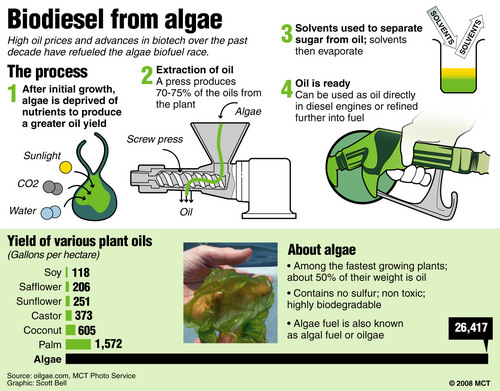 Biodiesel from algae
High oil prices and advances in biotech over the past
decade have refueled the algae biofuel race.
The process
1 After initial growth,
algae is deprived of
nutrients to produce
a greater oil yield
Sunlight
CO2
Water
2 Extraction of oil
A press produces
70-75% of the oils from
the plant
Algae
Screw press
Oil
3 Solvents used to separate
sugar from oil; solvents
then evaporate
SOLVENTS
SOLVENTS
4 Oil is ready
Can be used as oil directly
in diesel engines or refined
further into fuel
Yield of various plant oils
(Gallons per hectare)
Soy 118
Safflower 206
Sunflower 251
Castor 373
Coconut 605
Palm 1,572
Algae 26,417
About algae
• Among the fastest growing plants;
about 50% of their weight is oil
• Contains no sulfur; non toxic;
highly biodegradable
• Algae fuel is also known
as algal fuel or oilgae
Source: oilgae.com, MCT Photo Service
Graphic: Scott Bell
© 2008 MCT